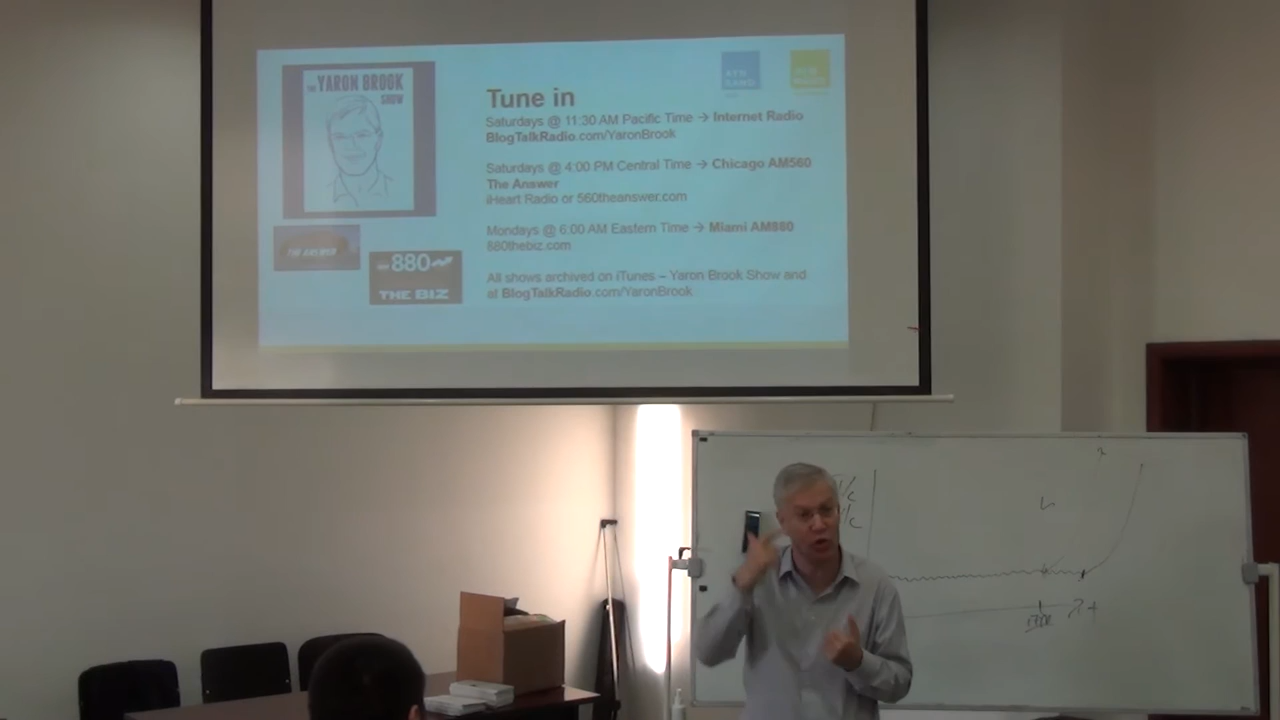 THE YARON BROOK
SHOW
Tune in
Saturdays @ 11:30 AM Pacific Time → Internet Radio
BlogTalkRadio.com/YaronBrook
Saturdays @ 4:00 PM Central Time → Chicago AM560
The Answer
iHeart Radio or 560theanswer.com
Mondays @ 6:00 AM Eastern Time → Miami AM880
880thebiz.com
All shows archived on iTunes – Yaron Brook Show and
at BlogTalkRadio.com/YaronBrook
THE ANSWER
880
THE BIZ